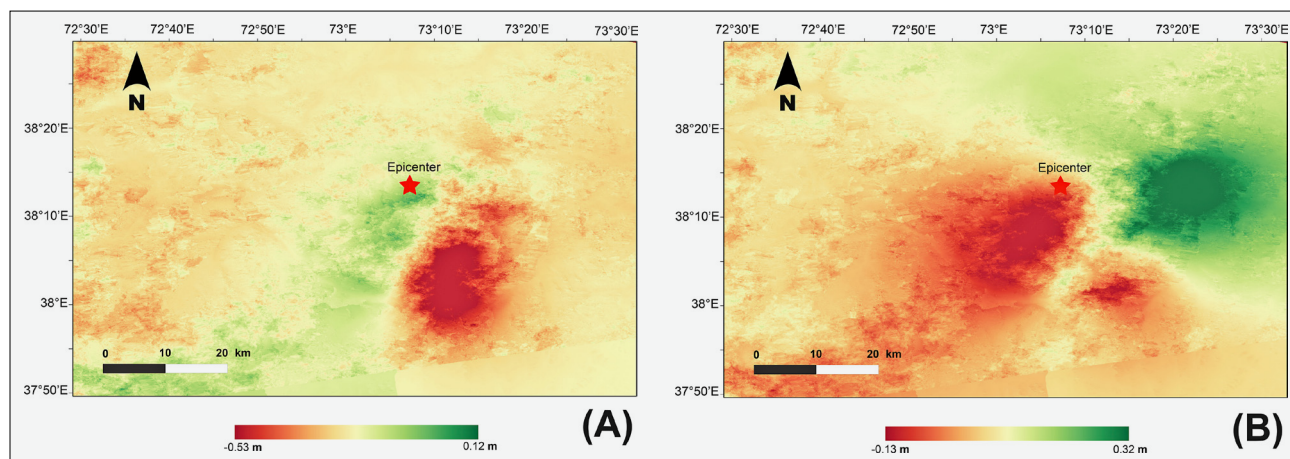 72°30'E 72°40'E 72°50'E 73°E 73°10'E 73°20'E 73°30'E
N
38°20'E
Epicenter
38°10'E
38°E
0 10 20 km
37°50'E
(A)
-0.53 m 0.12 m
72°30'E 72°40'E 72°50'E 73°E 73°10'E 73°20'E 73°30'E
N
38°20'E
Epicenter
38°10'E
38°E
0 10 20 km
37°50'E
(B)
-0.13 m 0.32 m